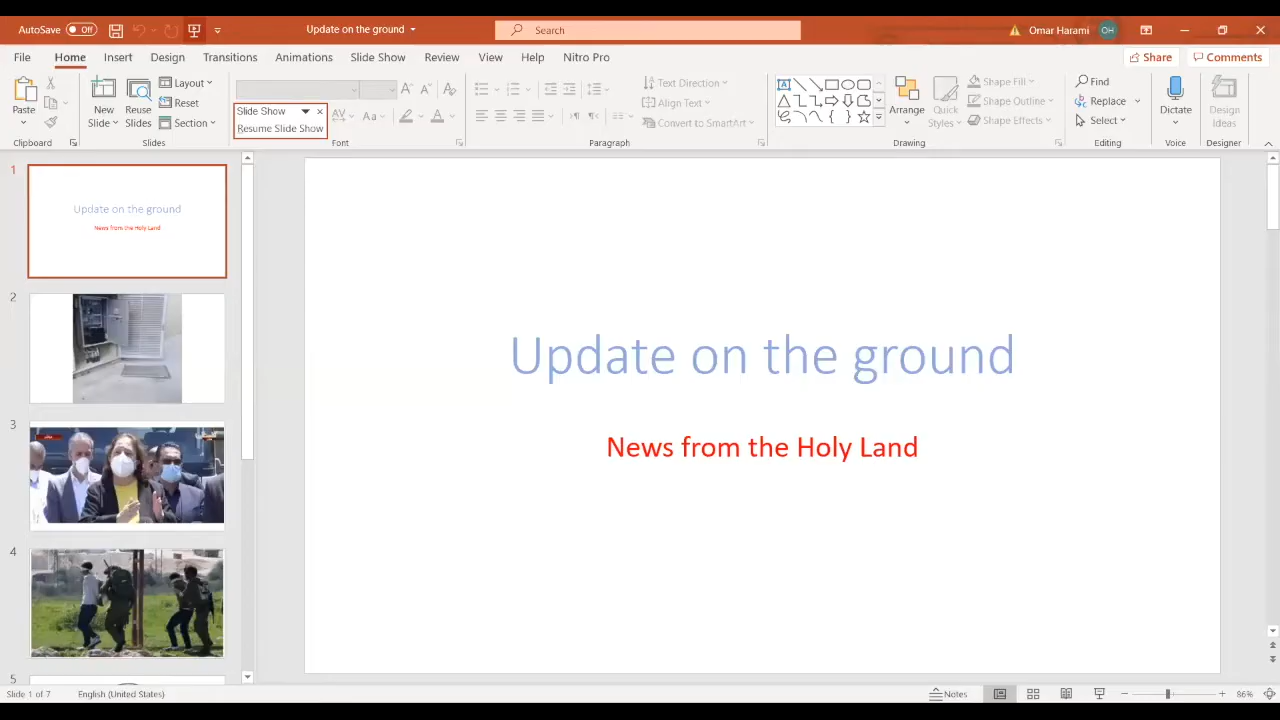 AutoSave Off Update on the ground Search Omar Harami OH
File Home Insert Design Transitions Animations Slide Show Review View Help Nitro Pro Share Comments
Paste New Slide Reuse Slides Layout Reset Section
Slide Show
Resume Slide Show
Text Direction
Align Text
Convert to SmartArt
Arrange Quick Styles Shape Fill
Shape Outline
Shape Effects
Find
Replace
Select
Dictate Design Ideas
Clipboard Slides Font Paragraph Drawing Editing Voice Designer
1
Update on the ground
News from the Holy Land
2
3
4
5
Update on the ground
News from the Holy Land
Slide 1 of 7 English (United States) Notes 86%